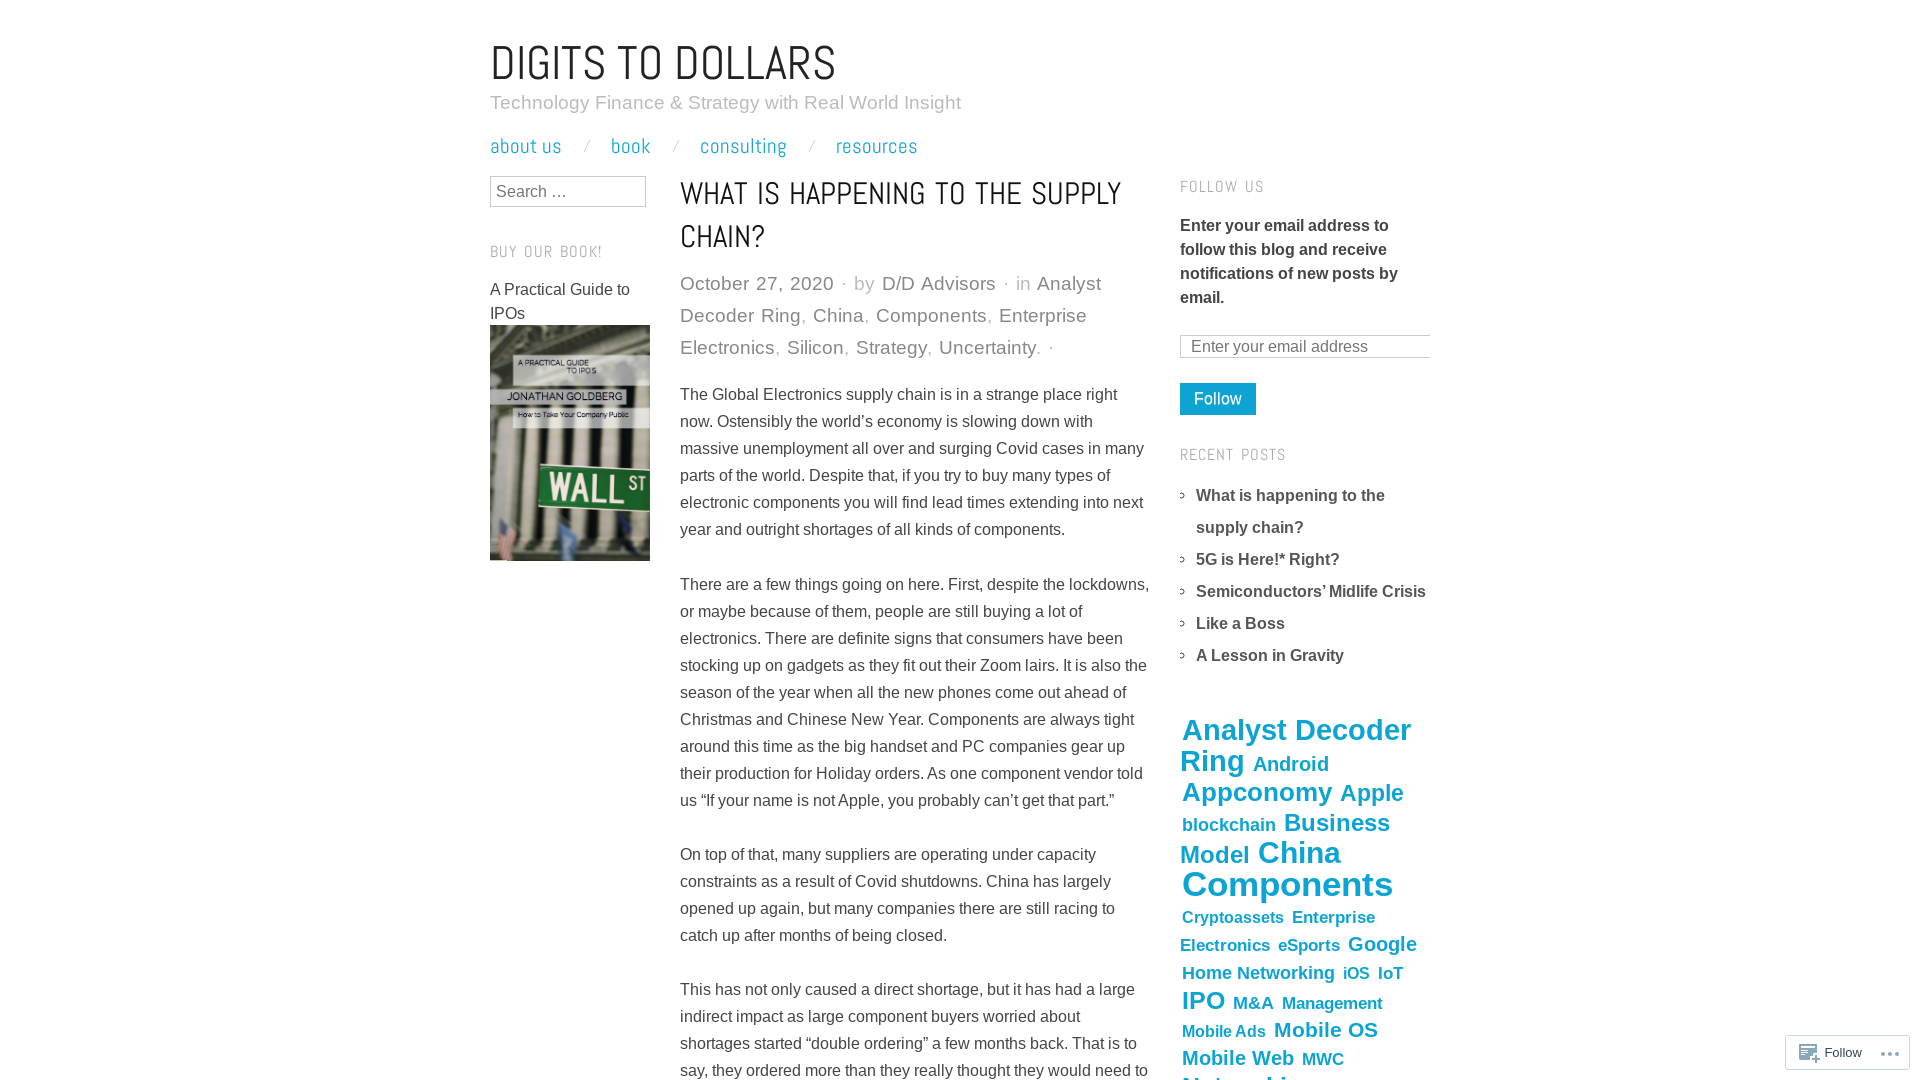 DIGITS TO DOLLARS
Technology Finance & Strategy with Real World Insight
about us / book / consulting / resources
Search …
BUY OUR BOOK!
A Practical Guide to
IPOs
A PRACTICAL GUIDE
TO IPOS
JONATHAN GOLDBERG
How to Take Your Company Public
WALL ST
WHAT IS HAPPENING TO THE SUPPLY
CHAIN?
October 27, 2020 · by D/D Advisors · in Analyst
Decoder Ring, China, Components, Enterprise
Electronics, Silicon, Strategy, Uncertainty. ·
The Global Electronics supply chain is in a strange place right
now. Ostensibly the world’s economy is slowing down with
massive unemployment all over and surging Covid cases in many
parts of the world. Despite that, if you try to buy many types of
electronic components you will find lead times extending into next
year and outright shortages of all kinds of components.
There are a few things going on here. First, despite the lockdowns,
or maybe because of them, people are still buying a lot of
electronics. There are definite signs that consumers have been
stocking up on gadgets as they fit out their Zoom lairs. It is also the
season of the year when all the new phones come out ahead of
Christmas and Chinese New Year. Components are always tight
around this time as the big handset and PC companies gear up
their production for Holiday orders. As one component vendor told
us “If your name is not Apple, you probably can’t get that part.”
On top of that, many suppliers are operating under capacity
constraints as a result of Covid shutdowns. China has largely
opened up again, but many companies there are still racing to
catch up after months of being closed.
This has not only caused a direct shortage, but it has had a large
indirect impact as large component buyers worried about
shortages started “double ordering” a few months back. That is to
say, they ordered more than they really thought they would need to
FOLLOW US
Enter your email address to
follow this blog and receive
notifications of new posts by
email.
Enter your email address
Follow
RECENT POSTS
What is happening to the
supply chain?
5G is Here!* Right?
Semiconductors’ Midlife Crisis
Like a Boss
A Lesson in Gravity
Analyst Decoder
Ring Android
Appconomy Apple
blockchain Business
Model China
Components
Cryptoassets Enterprise
Electronics eSports Google
Home Networking iOS IoT
IPO M&A Management
Mobile Ads Mobile OS
Mobile Web MWC
Follow